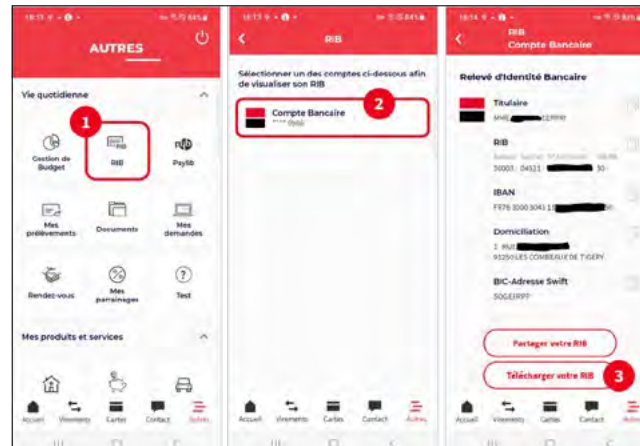 AUTRES
Vie quotidienne
1
Gestion de
Budget
RIB
Paylib
Mes
prélèvements
Documents
Mes
demandes
Rendez-vous
Mes
parrainages
Test
Mes produits et services
Accueil
Virements
Cartes
Contact
Autres
RIB
Sélectionner un des comptes ci-dessous afin
de visualiser son RIB
Compte Bancaire
2
Accueil
Virements
Cartes
Contact
Autres
RIB
Compte Bancaire
Relevé d'Identité Bancaire
Titulaire
RIB
IBAN
Domiciliation
91250 LES COMBEAUX DE TIGERY
BIC-Adresse Swift
SOGEFRPP
Partager votre RIB
Télécharger votre RIB
3
Accueil
Virements
Cartes
Contact
Autres